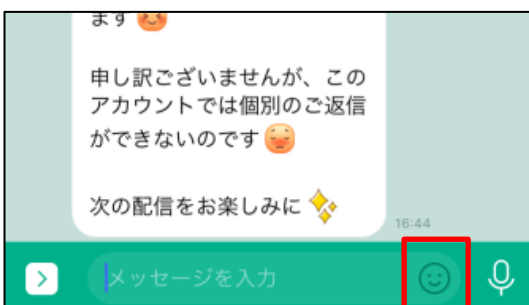 ます
申し訳ございませんが、この
アカウントでは個別のご返信
ができないのです
次の配信をお楽しみに
16:44
メッセージを入力